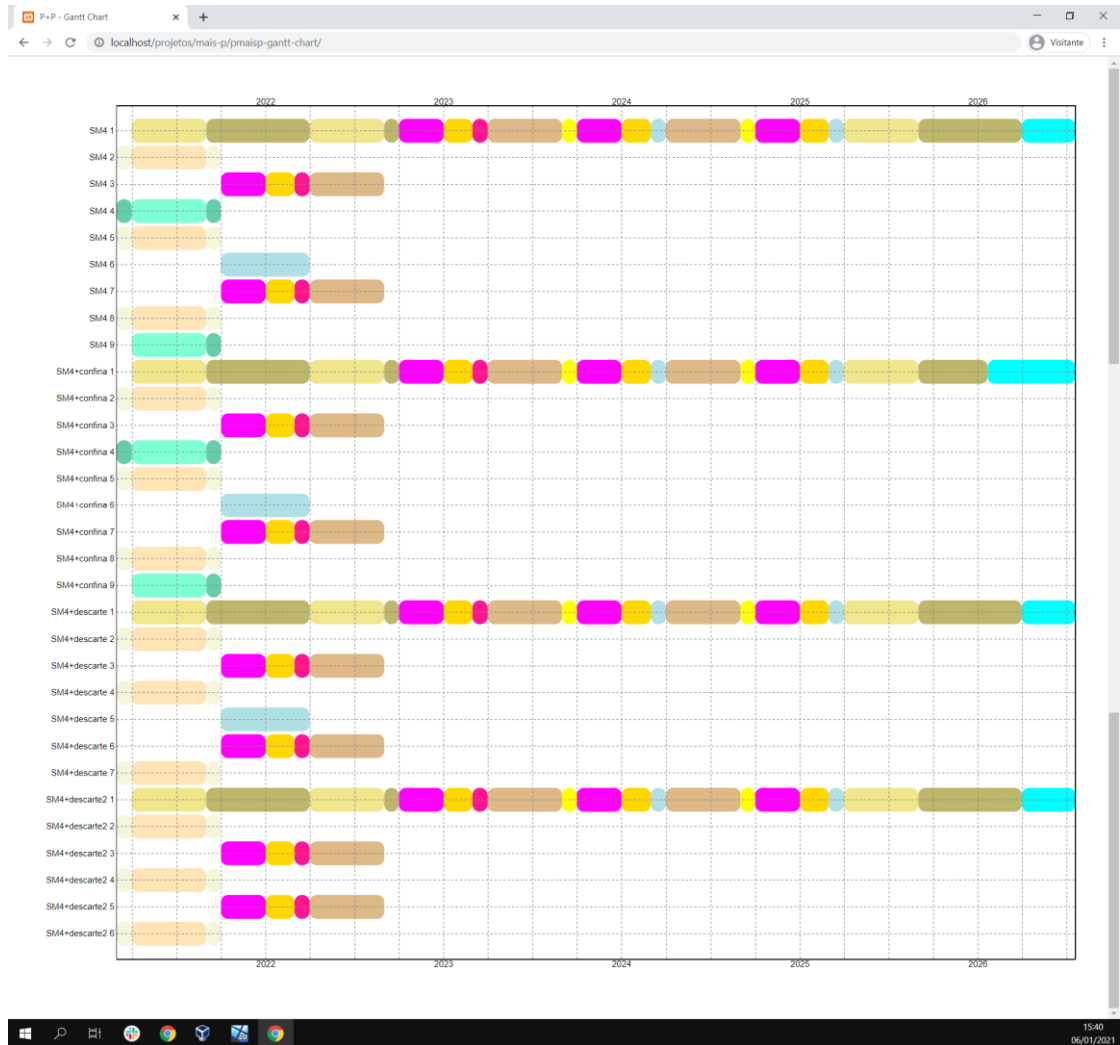 P+P - Gantt Chart
localhost/projetos/mais-p/pmaisp-gantt-chart/
Visitante
2022 2023 2024 2025 2026
SM4 1
SM4 2
SM4 3
SM4 4
SM4 5
SM4 6
SM4 7
SM4 8
SM4 9
SM4+confina 1
SM4+confina 2
SM4+confina 3
SM4+confina 4
SM4+confina 5
SM4+confina 6
SM4+confina 7
SM4+confina 8
SM4+confina 9
SM4+descarte 1
SM4+descarte 2
SM4+descarte 3
SM4+descarte 4
SM4+descarte 5
SM4+descarte 6
SM4+descarte 7
SM4+descarte2 1
SM4+descarte2 2
SM4+descarte2 3
SM4+descarte2 4
SM4+descarte2 5
SM4+descarte2 6
2022 2023 2024 2025 2026
15:40
06/01/2021